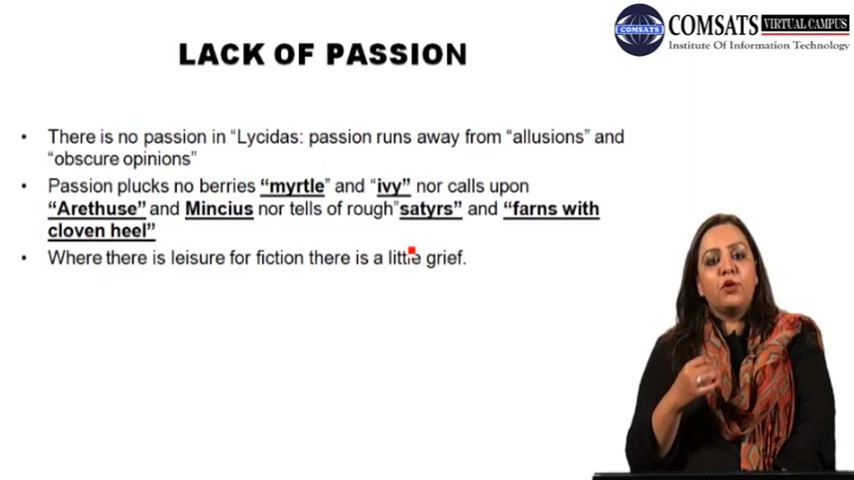 COMSATS
COMSATS VIRTUAL CAMPUS
Institute Of Information Technology
LACK OF PASSION
• There is no passion in “Lycidas: passion runs away from “allusions” and
“obscure opinions”
• Passion plucks no berries “myrtle” and “ivy” nor calls upon
“Arethuse” and Mincius nor tells of rough”satyrs” and “farns with
cloven heel”
• Where there is leisure for fiction there is a little grief.